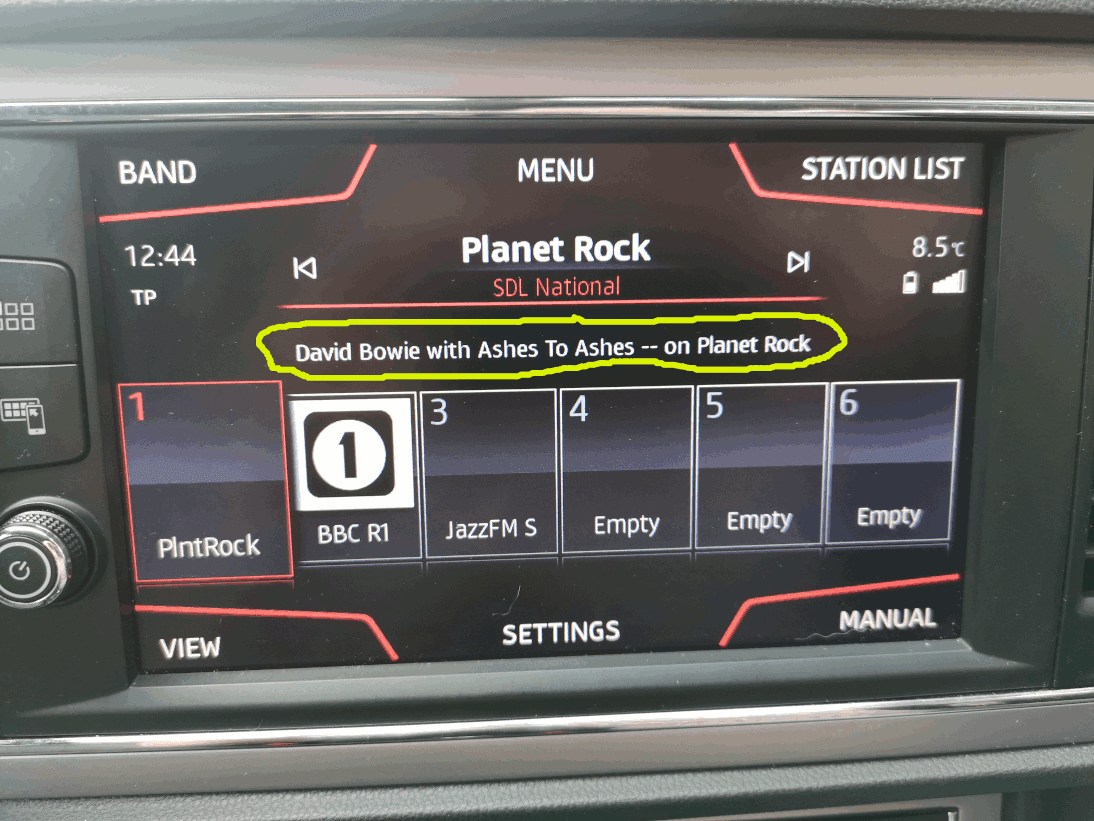 BAND
MENU
STATION LIST
12:44
Planet Rock
8.5°C
TP
SDL National
David Bowie with Ashes To Ashes -- on Planet Rock
1
1
3
4
5
6
PlntRock
BBC R1
JazzFM S
Empty
Empty
Empty
VIEW
SETTINGS
MANUAL